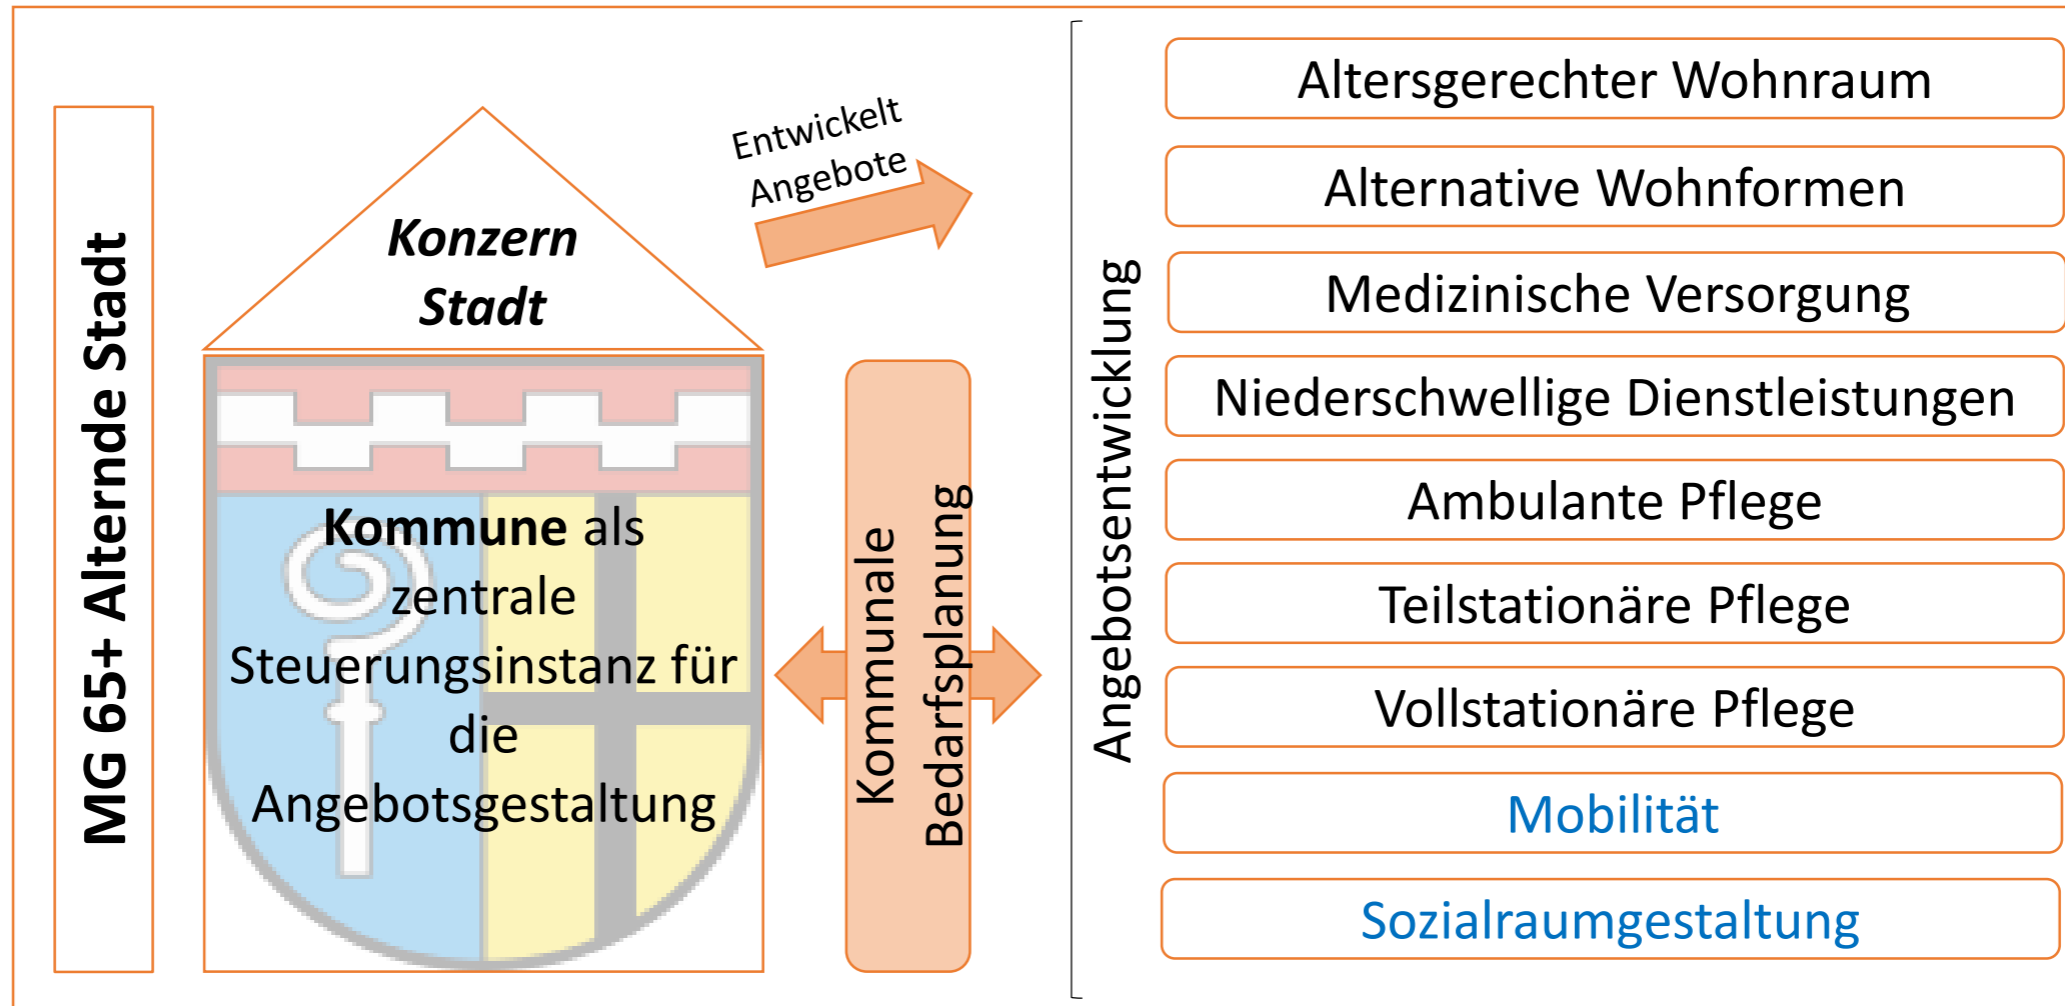 MG 65+ Alternde Stadt
Konzern
Stadt
Kommune als
zentrale
Steuerungsinstanz für
die
Angebotsgestaltung
Entwickelt
Angebote
Kommunale
Bedarfsplanung
Angebotsentwicklung
Altersgerechter Wohnraum
Alternative Wohnformen
Medizinische Versorgung
Niederschwellige Dienstleistungen
Ambulante Pflege
Teilstationäre Pflege
Vollstationäre Pflege
Mobilität
Sozialraumgestaltung